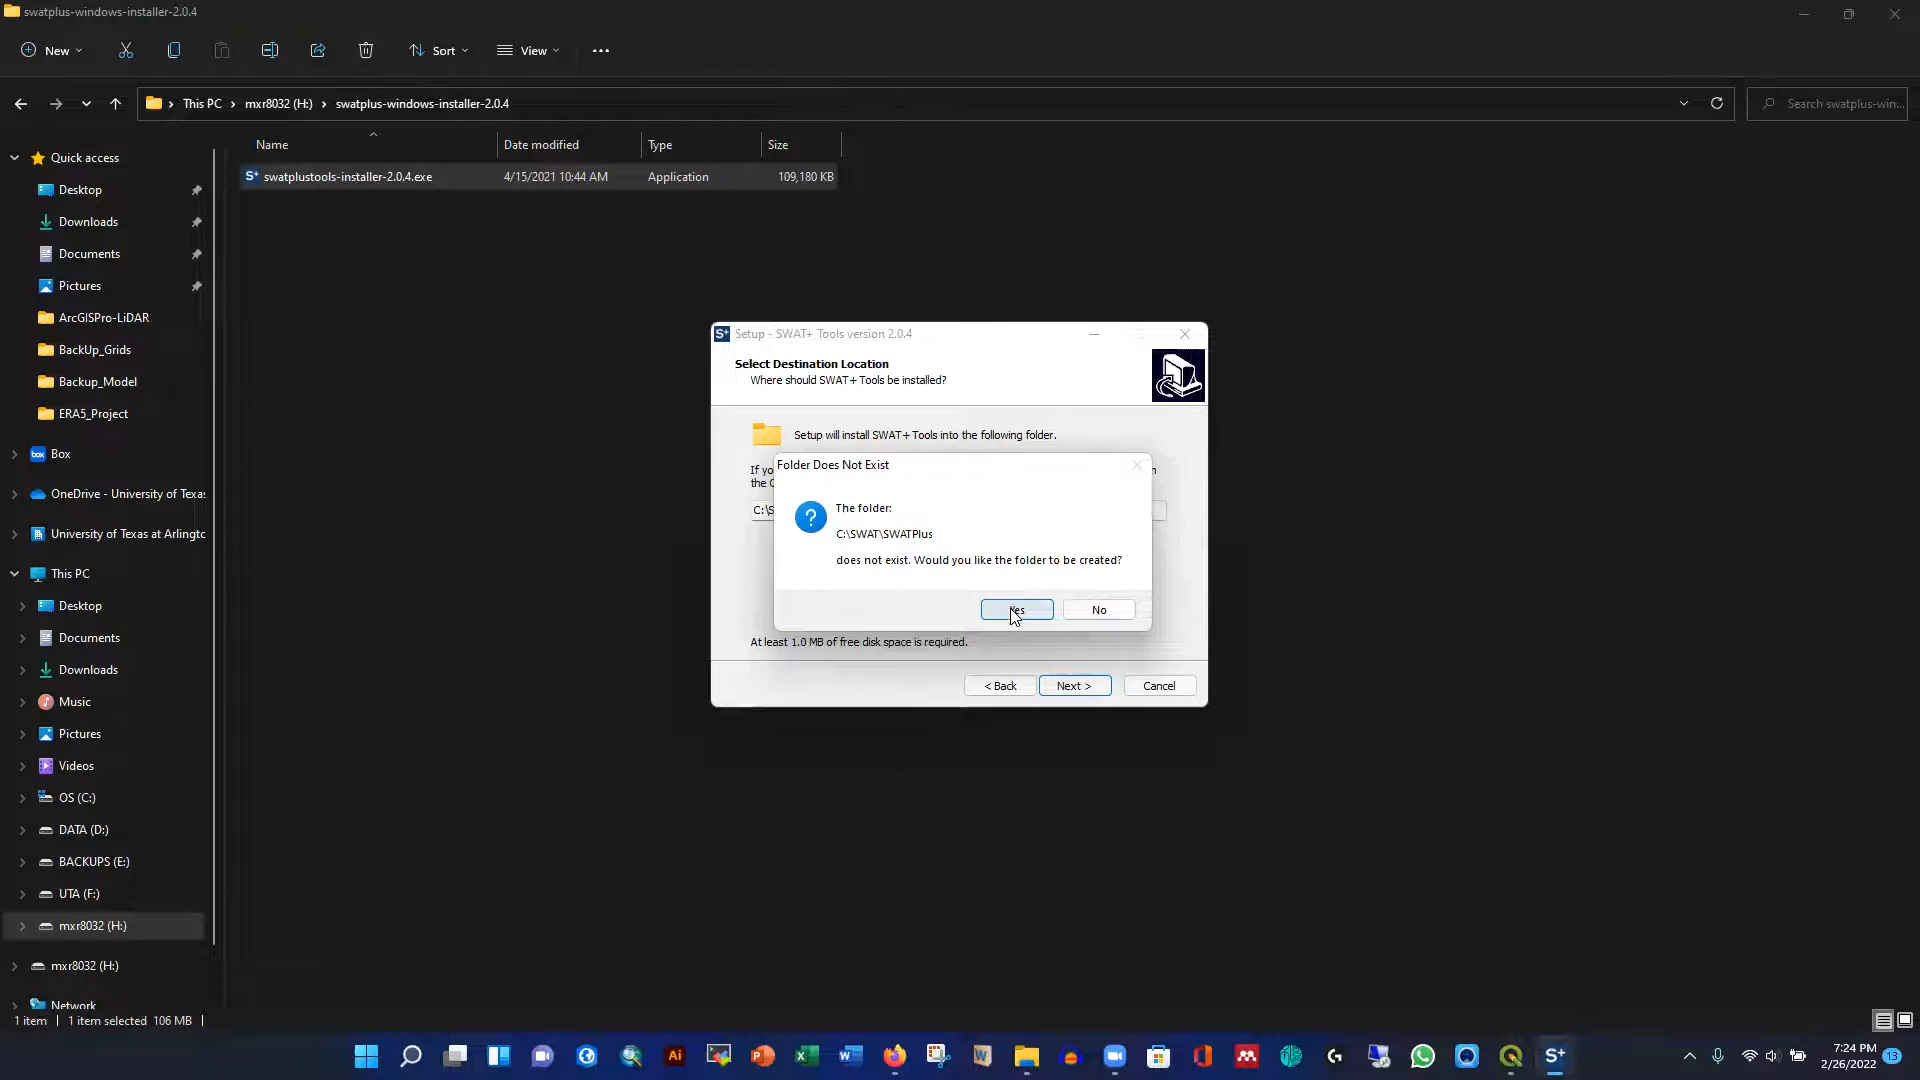 swatplus-windows-installer-2.0.4
New
Sort
View
This PC > mxr8032 (H:) > swatplus-windows-installer-2.0.4
Search swatplus-win...
Name
Date modified
Type
Size
swatplustools-installer-2.0.4.exe
4/15/2021 10:44 AM
Application
109,180 KB
Quick access
Desktop
Downloads
Documents
Pictures
ArcGISPro-LiDAR
BackUp_Grids
Backup_Model
ERA5_Project
Box
OneDrive - University of Texa
University of Texas at Arlingto
This PC
Desktop
Documents
Downloads
Music
Pictures
Videos
OS (C:)
DATA (D:)
BACKUPS (E:)
UTA (F:)
mxr8032 (H:)
mxr8032 (H:)
Network
1 item
1 item selected 106 MB
Setup - SWAT+ Tools version 2.0.4
Select Destination Location
Where should SWAT+ Tools be installed?
Setup will install SWAT+ Tools into the following folder.
If yo
the C
C:\S
Folder Does Not Exist
The folder:
C:\SWAT\SWATPlus
does not exist. Would you like the folder to be created?
Yes
No
At least 1.0 MB of free disk space is required.
< Back
Next >
Cancel
7:24 PM
2/26/2022
13